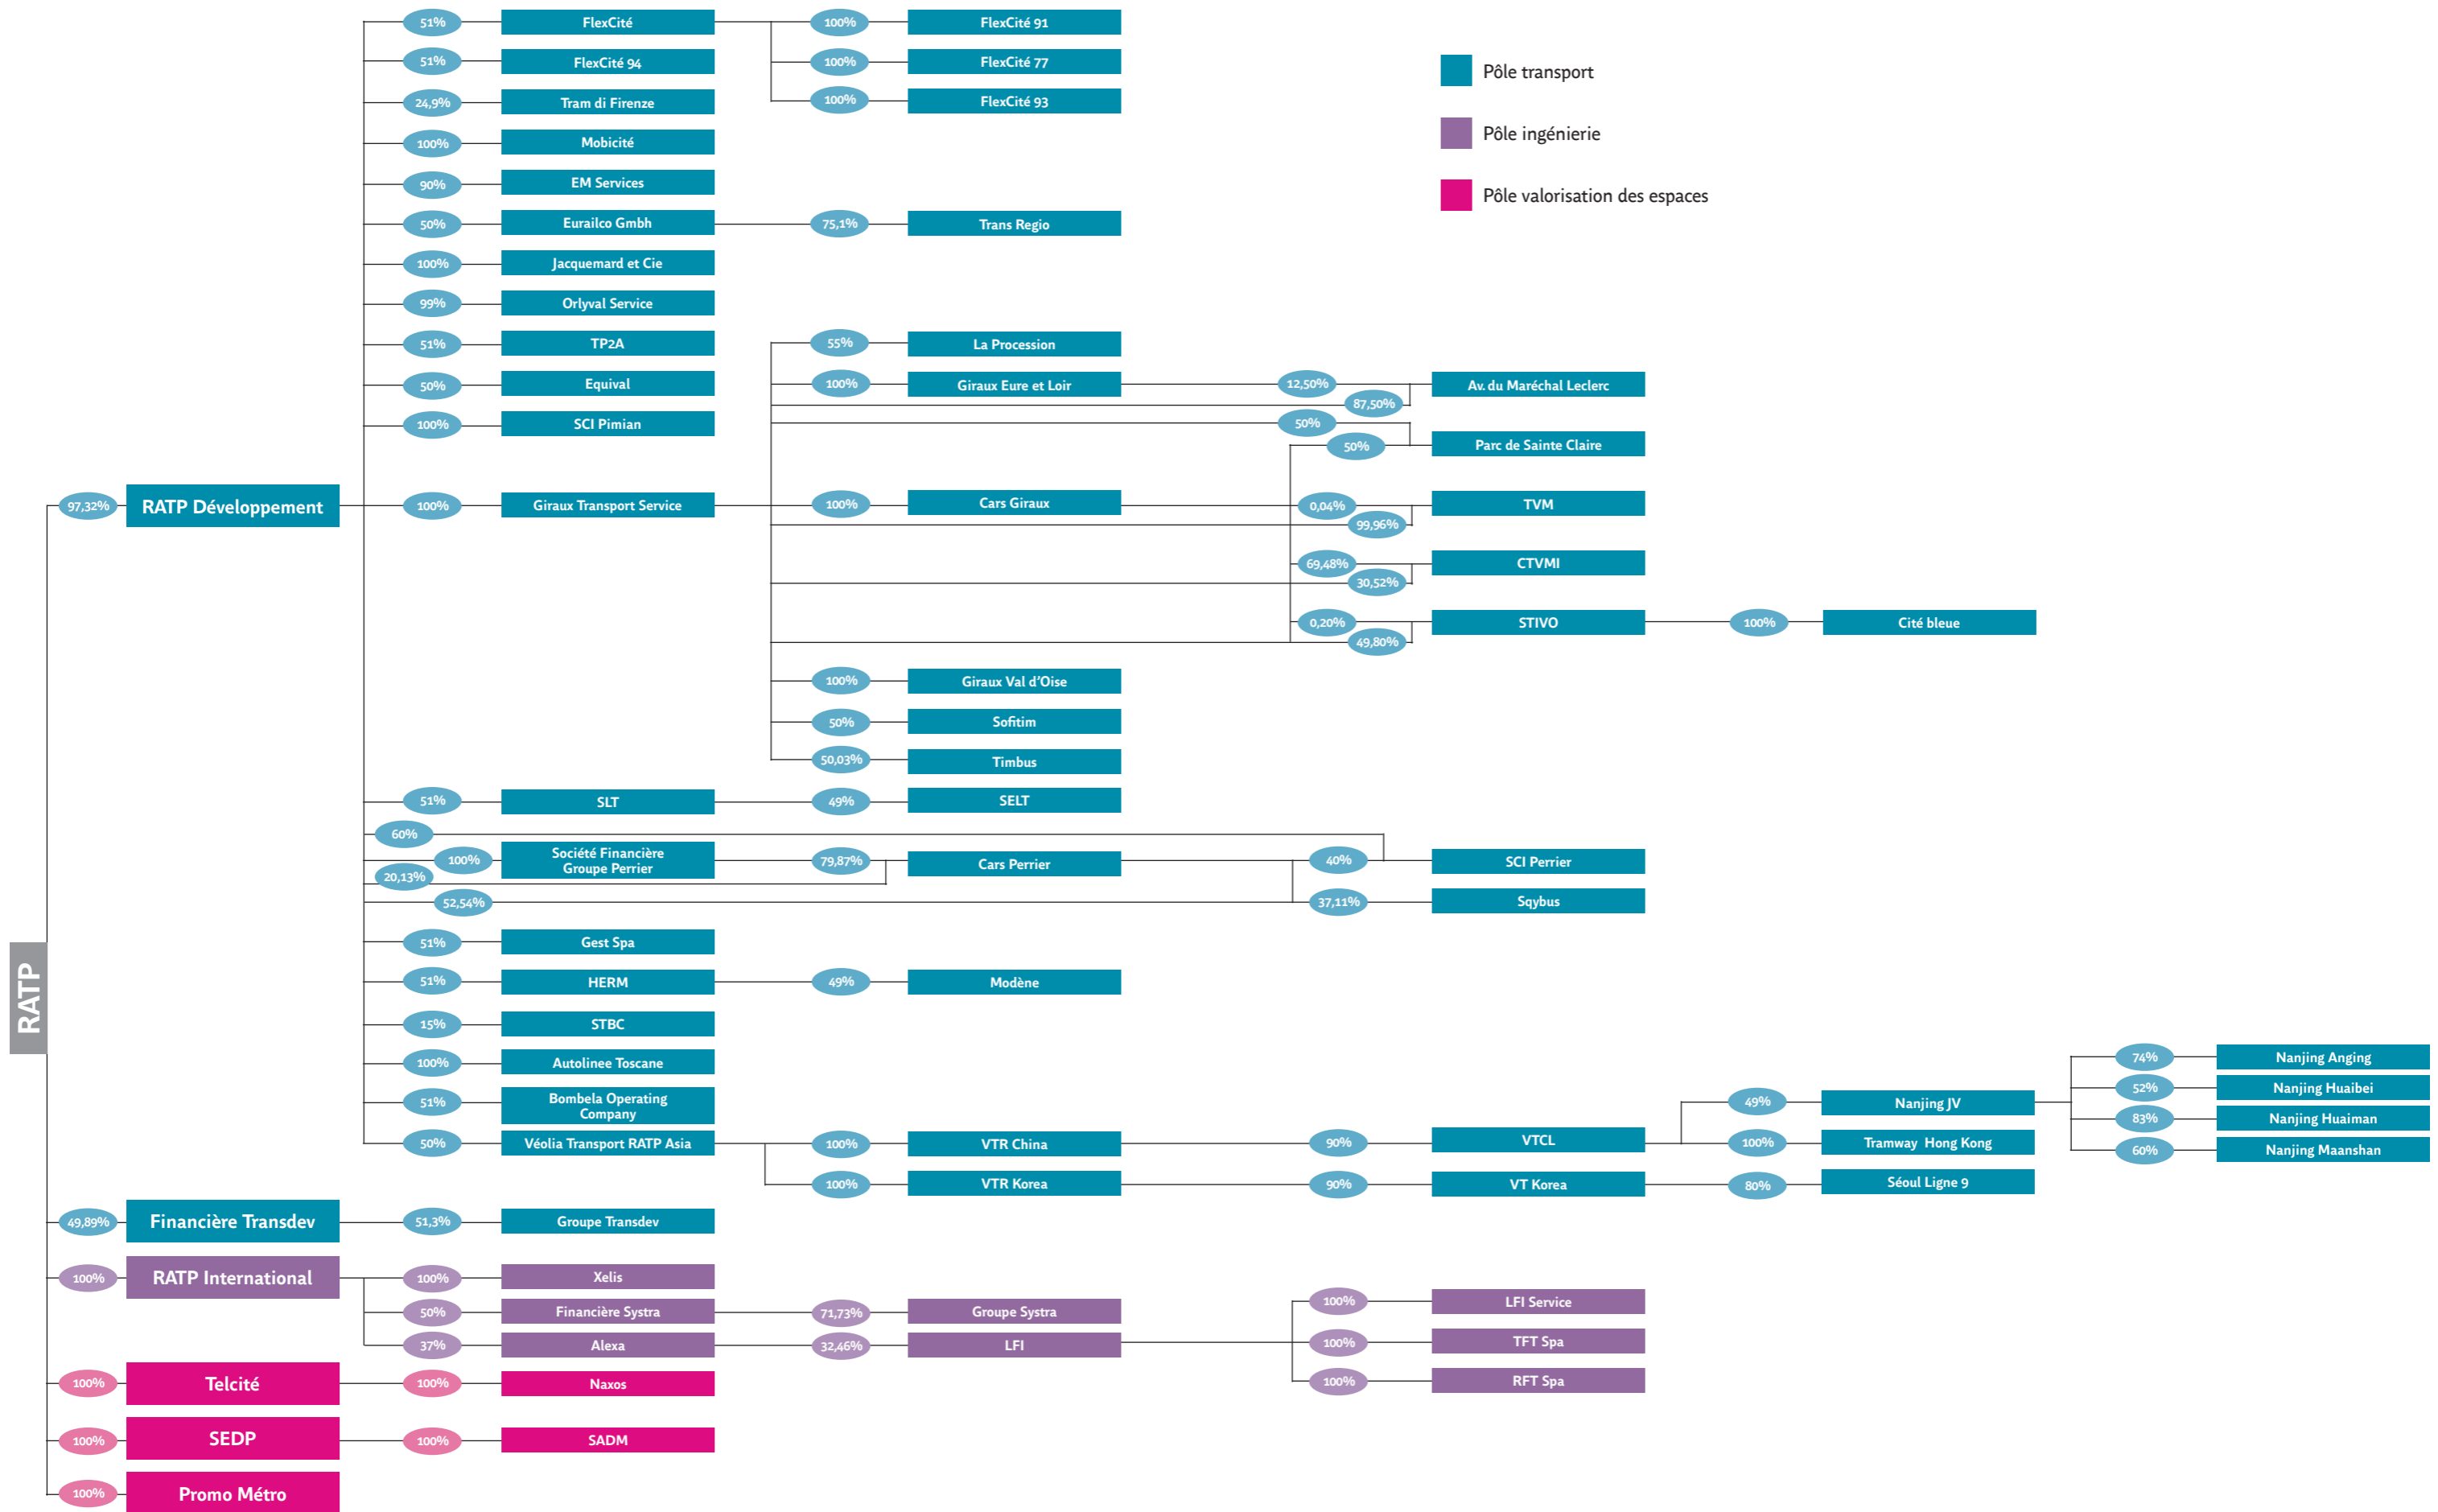 51%
FlexCité
100%
FlexCité 91
51%
FlexCité 94
100%
FlexCité 77
24,9%
Tram di Firenze
100%
FlexCité 93
100%
Mobicité
90%
EM Services
50%
Eurailco Gmbh
75,1%
Trans Regio
100%
Jacquemard et Cie
99%
Orlyval Service
51%
TP2A
55%
La Procession
50%
Equival
100%
Giraux Eure et Loir
12,50%
Av. du Maréchal Leclerc
87,50%
100%
SCI Pimian
50%
50%
Parc de Sainte Claire
97,32%
RATP Développement
100%
Giraux Transport Service
100%
Cars Giraux
0,04%
TVM
99,96%
69,48%
CTVMI
30,52%
0,20%
STIVO
100%
Cité bleue
49,80%
100%
Giraux Val d'Oise
50%
Sofitim
50,03%
Timbus
51%
SLT
49%
SELT
60%
100%
Société Financière
Groupe Perrier
79,87%
Cars Perrier
40%
SCI Perrier
20,13%
52,54%
37,11%
Sqybus
51%
Gest Spa
RATP
51%
HERM
49%
Modène
15%
STBC
100%
Autolinee Toscane
51%
Bombela Operating
Company
50%
Véolia Transport RATP Asia
100%
VTR China
90%
VTCL
49%
Nanjing JV
74%
Nanjing Anging
52%
Nanjing Huaibei
83%
Nanjing Huaiman
60%
Nanjing Maanshan
100%
Tramway Hong Kong
100%
VTR Korea
90%
VT Korea
80%
Séoul Ligne 9
49,89%
Financière Transdev
51,3%
Groupe Transdev
100%
RATP International
100%
Xelis
50%
Financière Systra
71,73%
Groupe Systra
37%
Alexa
32,46%
LFI
100%
LFI Service
100%
TFT Spa
100%
RFT Spa
100%
Telcité
100%
Naxos
100%
SEDP
100%
SADM
100%
Promo Métro
Pôle transport
Pôle ingénierie
Pôle valorisation des espaces